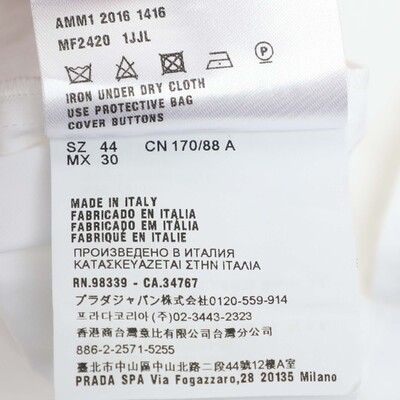 AMM1 2016 1416
MF2420 1JJL
P
IRON UNDER DRY CLOTH
USE PROTECTIVE BAG
COVER BUTTONS
SZ 44 CN 170/88 A
MX 30
MADE IN ITALY
FABRICADO EN ITALIA
FABRICADO EM ITÁLIA
FABRIQUÉ EN ITALIE
ПРОИЗВЕДЕНО В ИТАЛИЯ
ΚΑΤΑΣΚΕΥΑΖΕΤΑΙ ΣΤΗΝ ΙΤΑΛΙΑ
RN.98339 - CA.34767
プラダジャパン株式会社0120-559-914
프라다코리아(주)02-3443-2323
香港商台灣意比有限公司台灣分公司
886-2-2571-5255
臺北市中山區中山北路二段44號12樓A室
PRADA SPA Via Fogazzaro,28 20135 Milano